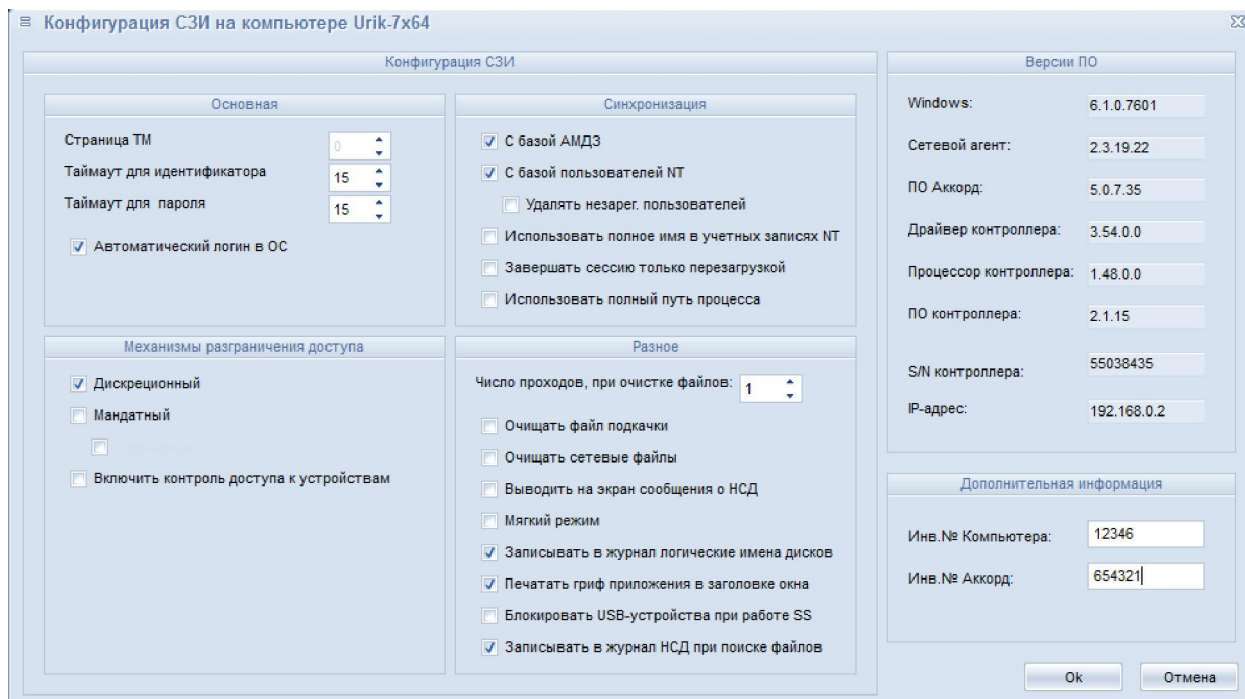 Конфигурация СЗИ на компьютере Urik-7x64
Конфигурация СЗИ
Основная
Страница ТМ
0
Таймаут для идентификатора
15
Таймаут для пароля
15
Автоматический логин в ОС
Синхронизация
С базой АМДЗ
С базой пользователей NT
Удалять незарег. пользователей
Использовать полное имя в учетных записях NT
Завершать сессию только перезагрузкой
Использовать полный путь процесса
Механизмы разграничения доступа
Дискреционный
Мандатный
Включить контроль доступа к устройствам
Разное
Число проходов, при очистке файлов: 1
Очищать файл подкачки
Очищать сетевые файлы
Выводить на экран сообщения о НСД
Мягкий режим
Записывать в журнал логические имена дисков
Печатать гриф приложения в заголовке окна
Блокировать USB-устройства при работе SS
Записывать в журнал НСД при поиске файлов
Версии ПО
Windows: 6.1.0.7601
Сетевой агент: 2.3.19.22
ПО Аккорд: 5.0.7.35
Драйвер контроллера: 3.54.0.0
Процессор контроллера: 1.48.0.0
ПО контроллера: 2.1.15
S/N контроллера: 55038435
IP-адрес: 192.168.0.2
Дополнительная информация
Инв.№ Компьютера: 12346
Инв.№ Аккорд: 654321
Ok
Отмена